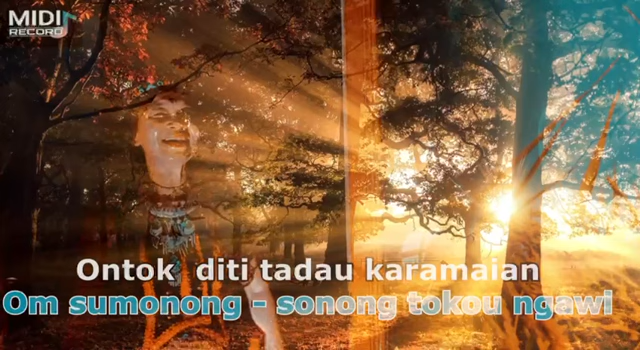 MIDI
RECORD
Ontok diti tadau karamaian
Om sumonong - sonong tokou ngawi